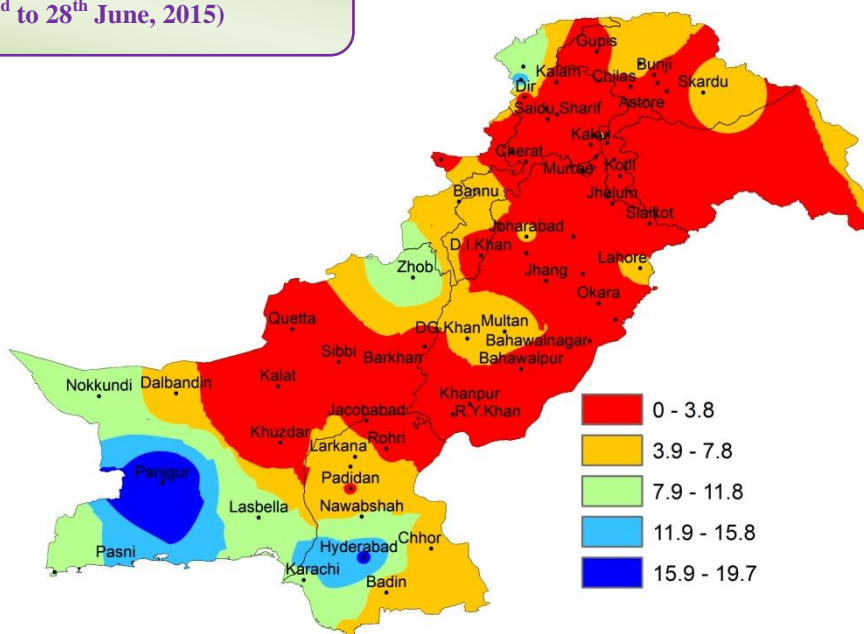 to 28th June, 2015)
Gupis
Bunji
Kalam
Chilas
Skardu
Dir
Astore
Saidu Sharif
Kakul
Cherat
Murree
Kotli
Bannu
Jhelum
Sialkot
Joharabad
D.I.Khan
Lahore
Zhob
Jhang
Okara
Quetta
DG.Khan
Multan
Bahawalnagar
Sibbi
Barkhan
Bahawalpur
Nokkundi
Dalbandin
Kalat
Khanpur
R.Y.Khan
Jacobabad
Khuzdar
Rohri
Larkana
Panjgur
Padidan
Lasbella
Nawabshah
Chhor
Pasni
Hyderabad
Karachi
Badin
0 - 3.8
3.9 - 7.8
7.9 - 11.8
11.9 - 15.8
15.9 - 19.7